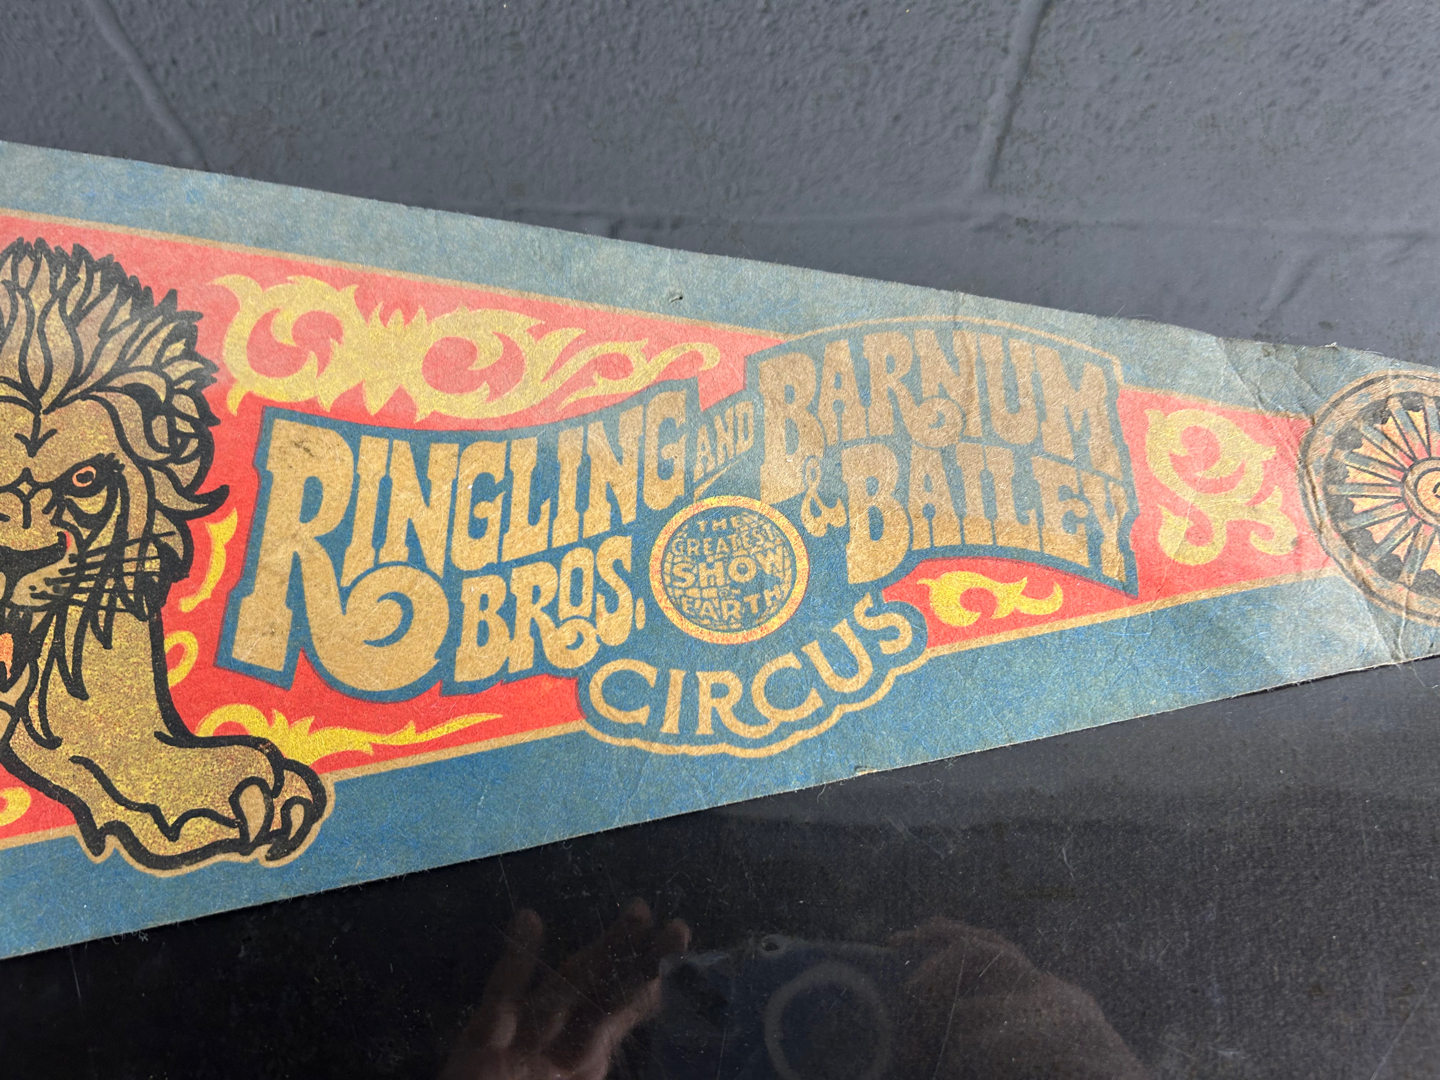 RINGLING
BROS.
AND
BARNUM
& BAILEY
THE
GREATEST
SHOW
ON
EARTH
CIRCUS